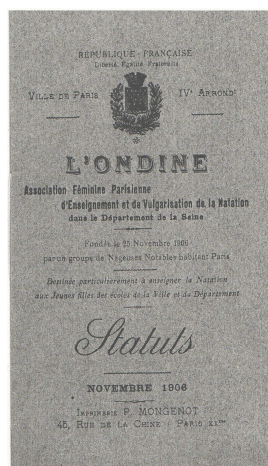 RÉPUBLIQUE FRANÇAISE
Liberté, Egalité, Fraternité
VILLE DE PARIS IVe ARRONDt
L'ONDINE
Association Féminine Parisienne
d'Enseignement et de Vulgarisation de la Natation
dans le Département de la Seine
Fondée le 25 Novembre 1906
par un groupe de Nageuses Notables habitant Paris
Destinée particulièrement à enseigner la Natation
aux Jeunes filles des écoles de la Ville et du Département
Statuts
NOVEMBRE 1906
IMPRIMERIE P. MONGENOT
45, RUE DE LA CHINE / PARIS XXme